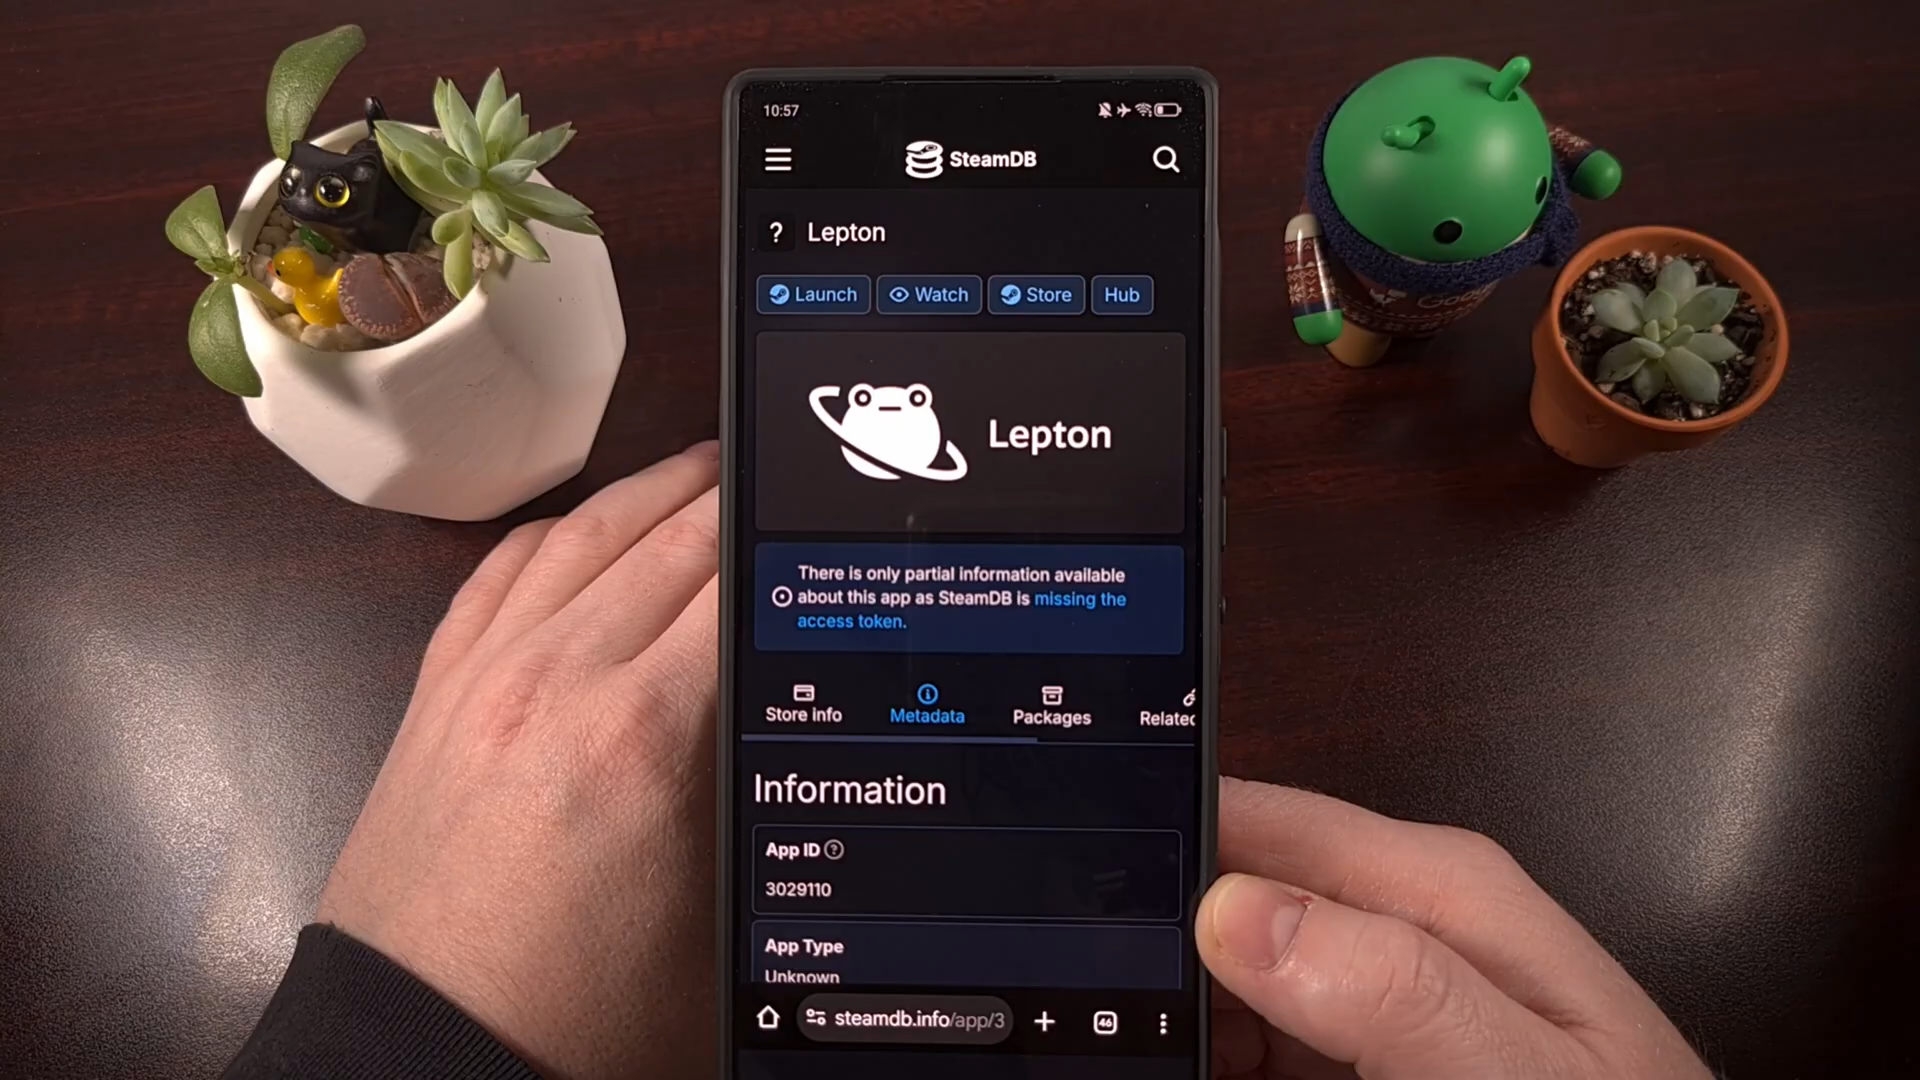 10:57
SteamDB
? Lepton
Launch
Watch
Store
Hub
Lepton
There is only partial information available
about this app as SteamDB is missing the
access token.
Store info
Metadata
Packages
Related
Information
App ID ?
3029110
App Type
Unknown
steamdb.info/app/3
46